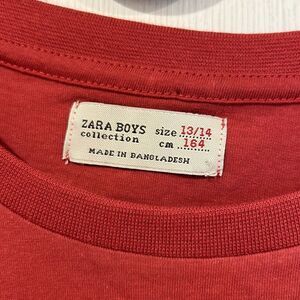 ZARA BOYS size 13/14
collection cm 164
MADE IN BANGLADESH